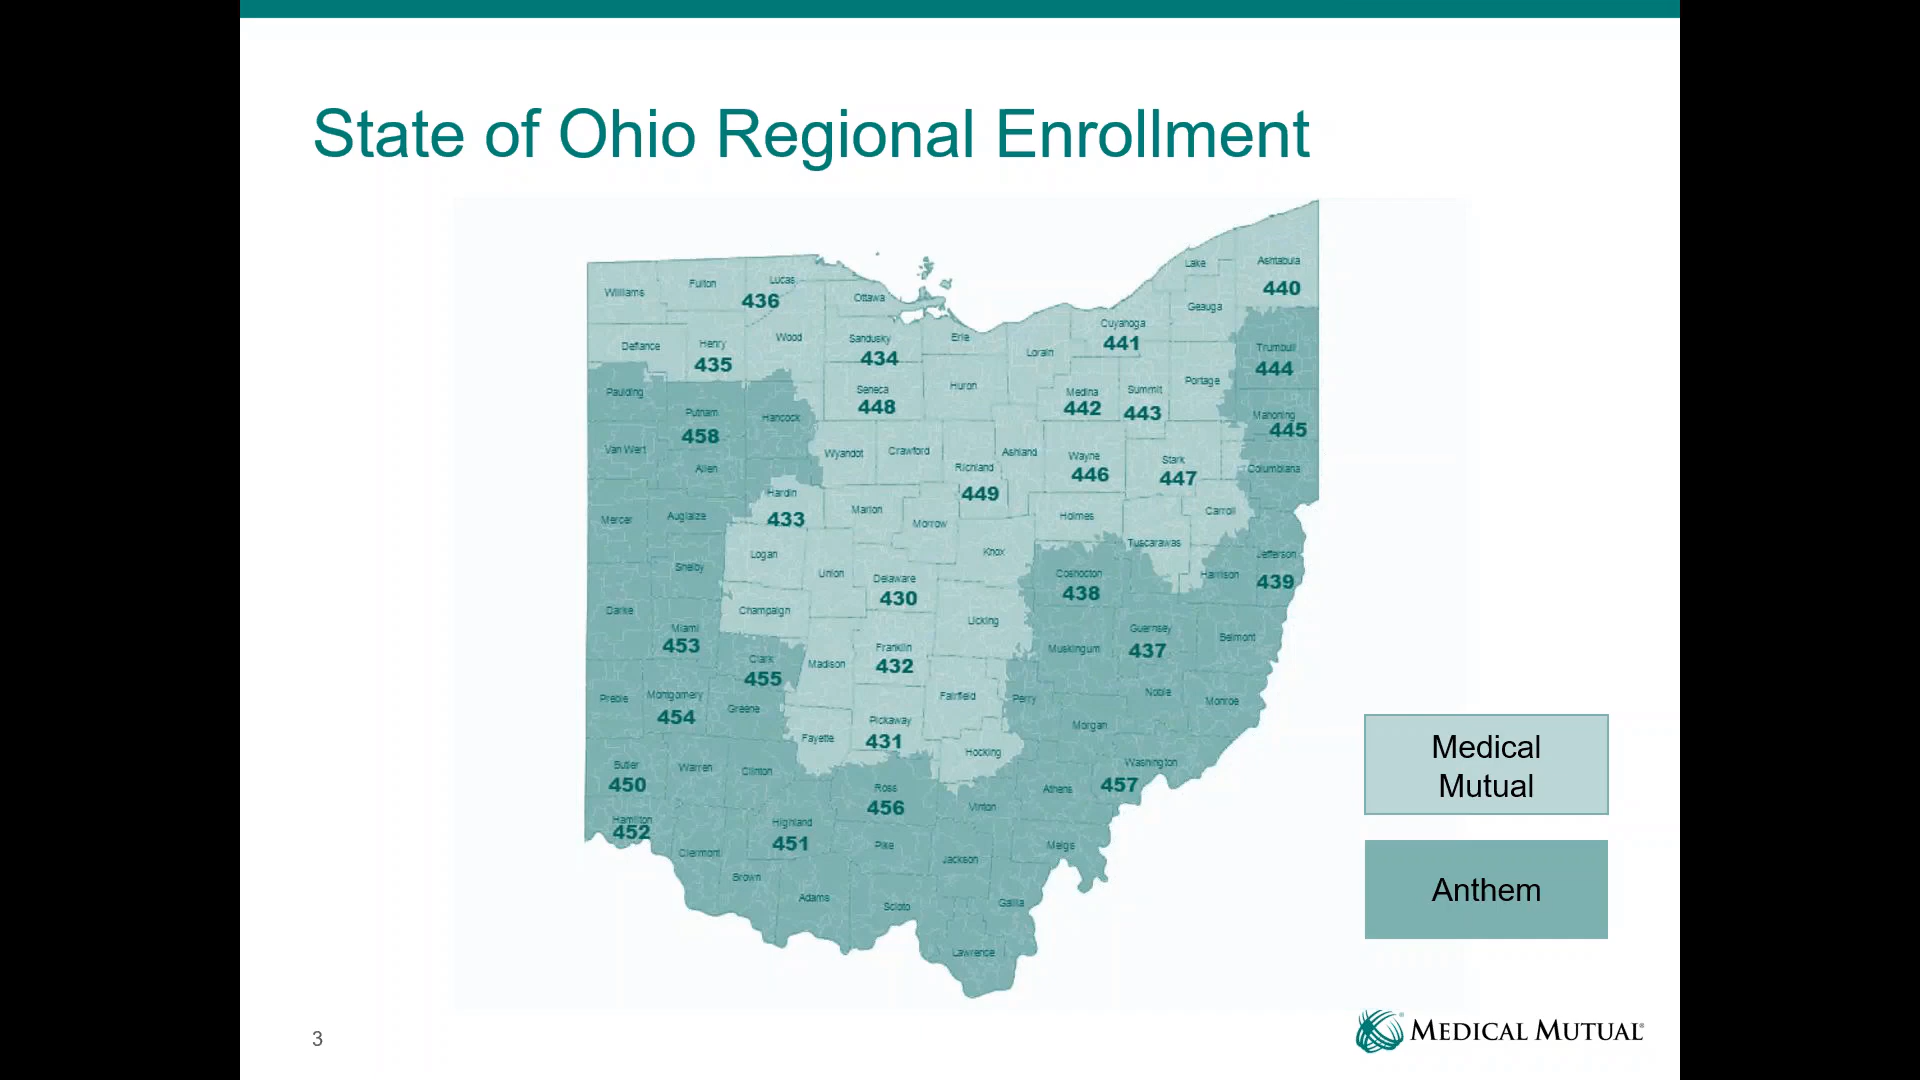 State of Ohio Regional Enrollment
Lake
Ashtabula
440
Williams
Fulton
Lucas
436
Ottawa
Geauga
Defiance
Henry
435
Wood
Sandusky
434
Erie
Lorain
Cuyahoga
441
Trumbull
444
Paulding
Putnam
458
Hancock
Seneca
448
Huron
Medina
442
Summit
443
Portage
Mahoning
445
Van Wert
Allen
Wyandot
Crawford
Richland
449
Ashland
Wayne
446
Stark
447
Columbiana
Mercer
Auglaize
Hardin
433
Marion
Morrow
Holmes
Carroll
Shelby
Logan
Union
Delaware
430
Knox
Coshocton
438
Tuscarawas
Harrison
Jefferson
439
Darke
Miami
453
Champaign
Licking
Guernsey
437
Belmont
Clark
455
Madison
Franklin
432
Muskingum
Preble
Montgomery
454
Greene
Fairfield
Perry
Noble
Monroe
Fayette
Pickaway
431
Hocking
Morgan
Butler
450
Warren
Clinton
Ross
456
Vinton
Athens
Washington
457
Hamilton
452
Highland
451
Pike
Jackson
Meigs
Clermont
Brown
Adams
Scioto
Gallia
Lawrence
Medical
Mutual
Anthem
3
MEDICAL MUTUAL®